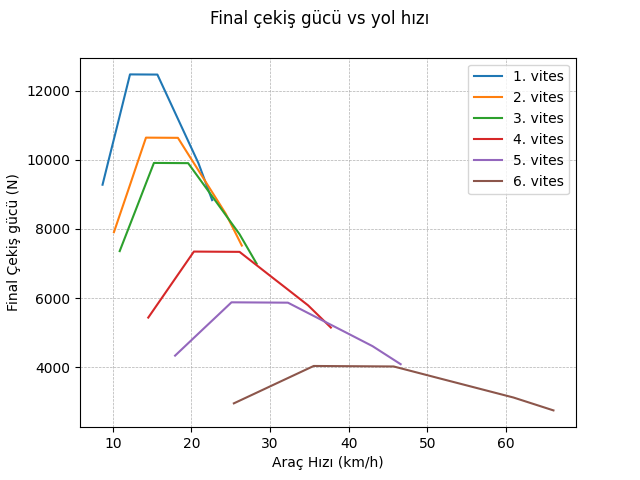 Final çekiş gücü vs yol hızı
Final Çekiş gücü (N)
12000
10000
8000
6000
4000
1. vites
2. vites
3. vites
4. vites
5. vites
6. vites
10 20 30 40 50 60
Araç Hızı (km/h)